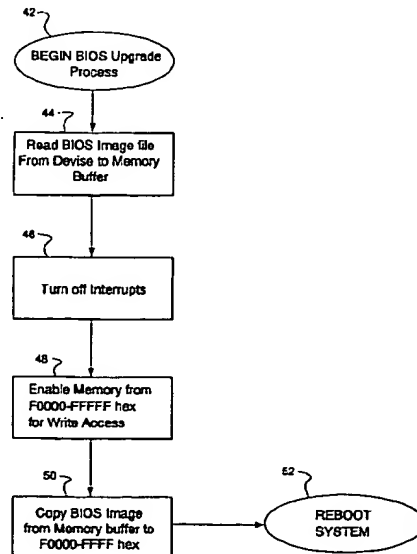 42
BEGIN BIOS Upgrade
Process
44
Read BIOS Image file
From Devise to Memory
Buffer
46
Turn off Interrupts
48
Enable Memory from
F0000-FFFFF hex
for Write Access
50
Copy BIOS Image
from Memory buffer to
F0000-FFFF hex
52
REBOOT
SYSTEM